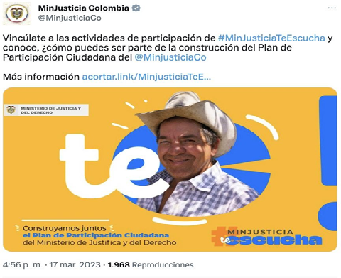 MinJusticia Colombia
@MinjusticiaCo
Vincúlate a las actividades de participación de #MinJusticiaTeEscucha y
conoce, ¿cómo puedes ser parte de la construcción del Plan de
Participación Ciudadana del @MinjusticiaCo
Más información acortar.link/MinjusticiaTeE...
MINISTERIO DE JUSTICIA Y
DEL DERECHO
te
Construyamos juntos
el Plan de Participación Ciudadana
del Ministerio de Justifica y del Derecho
MINJUSTICIA
#te
escucha
4:56 p. m. · 17 mar. 2023 · 1.968 Reproducciones